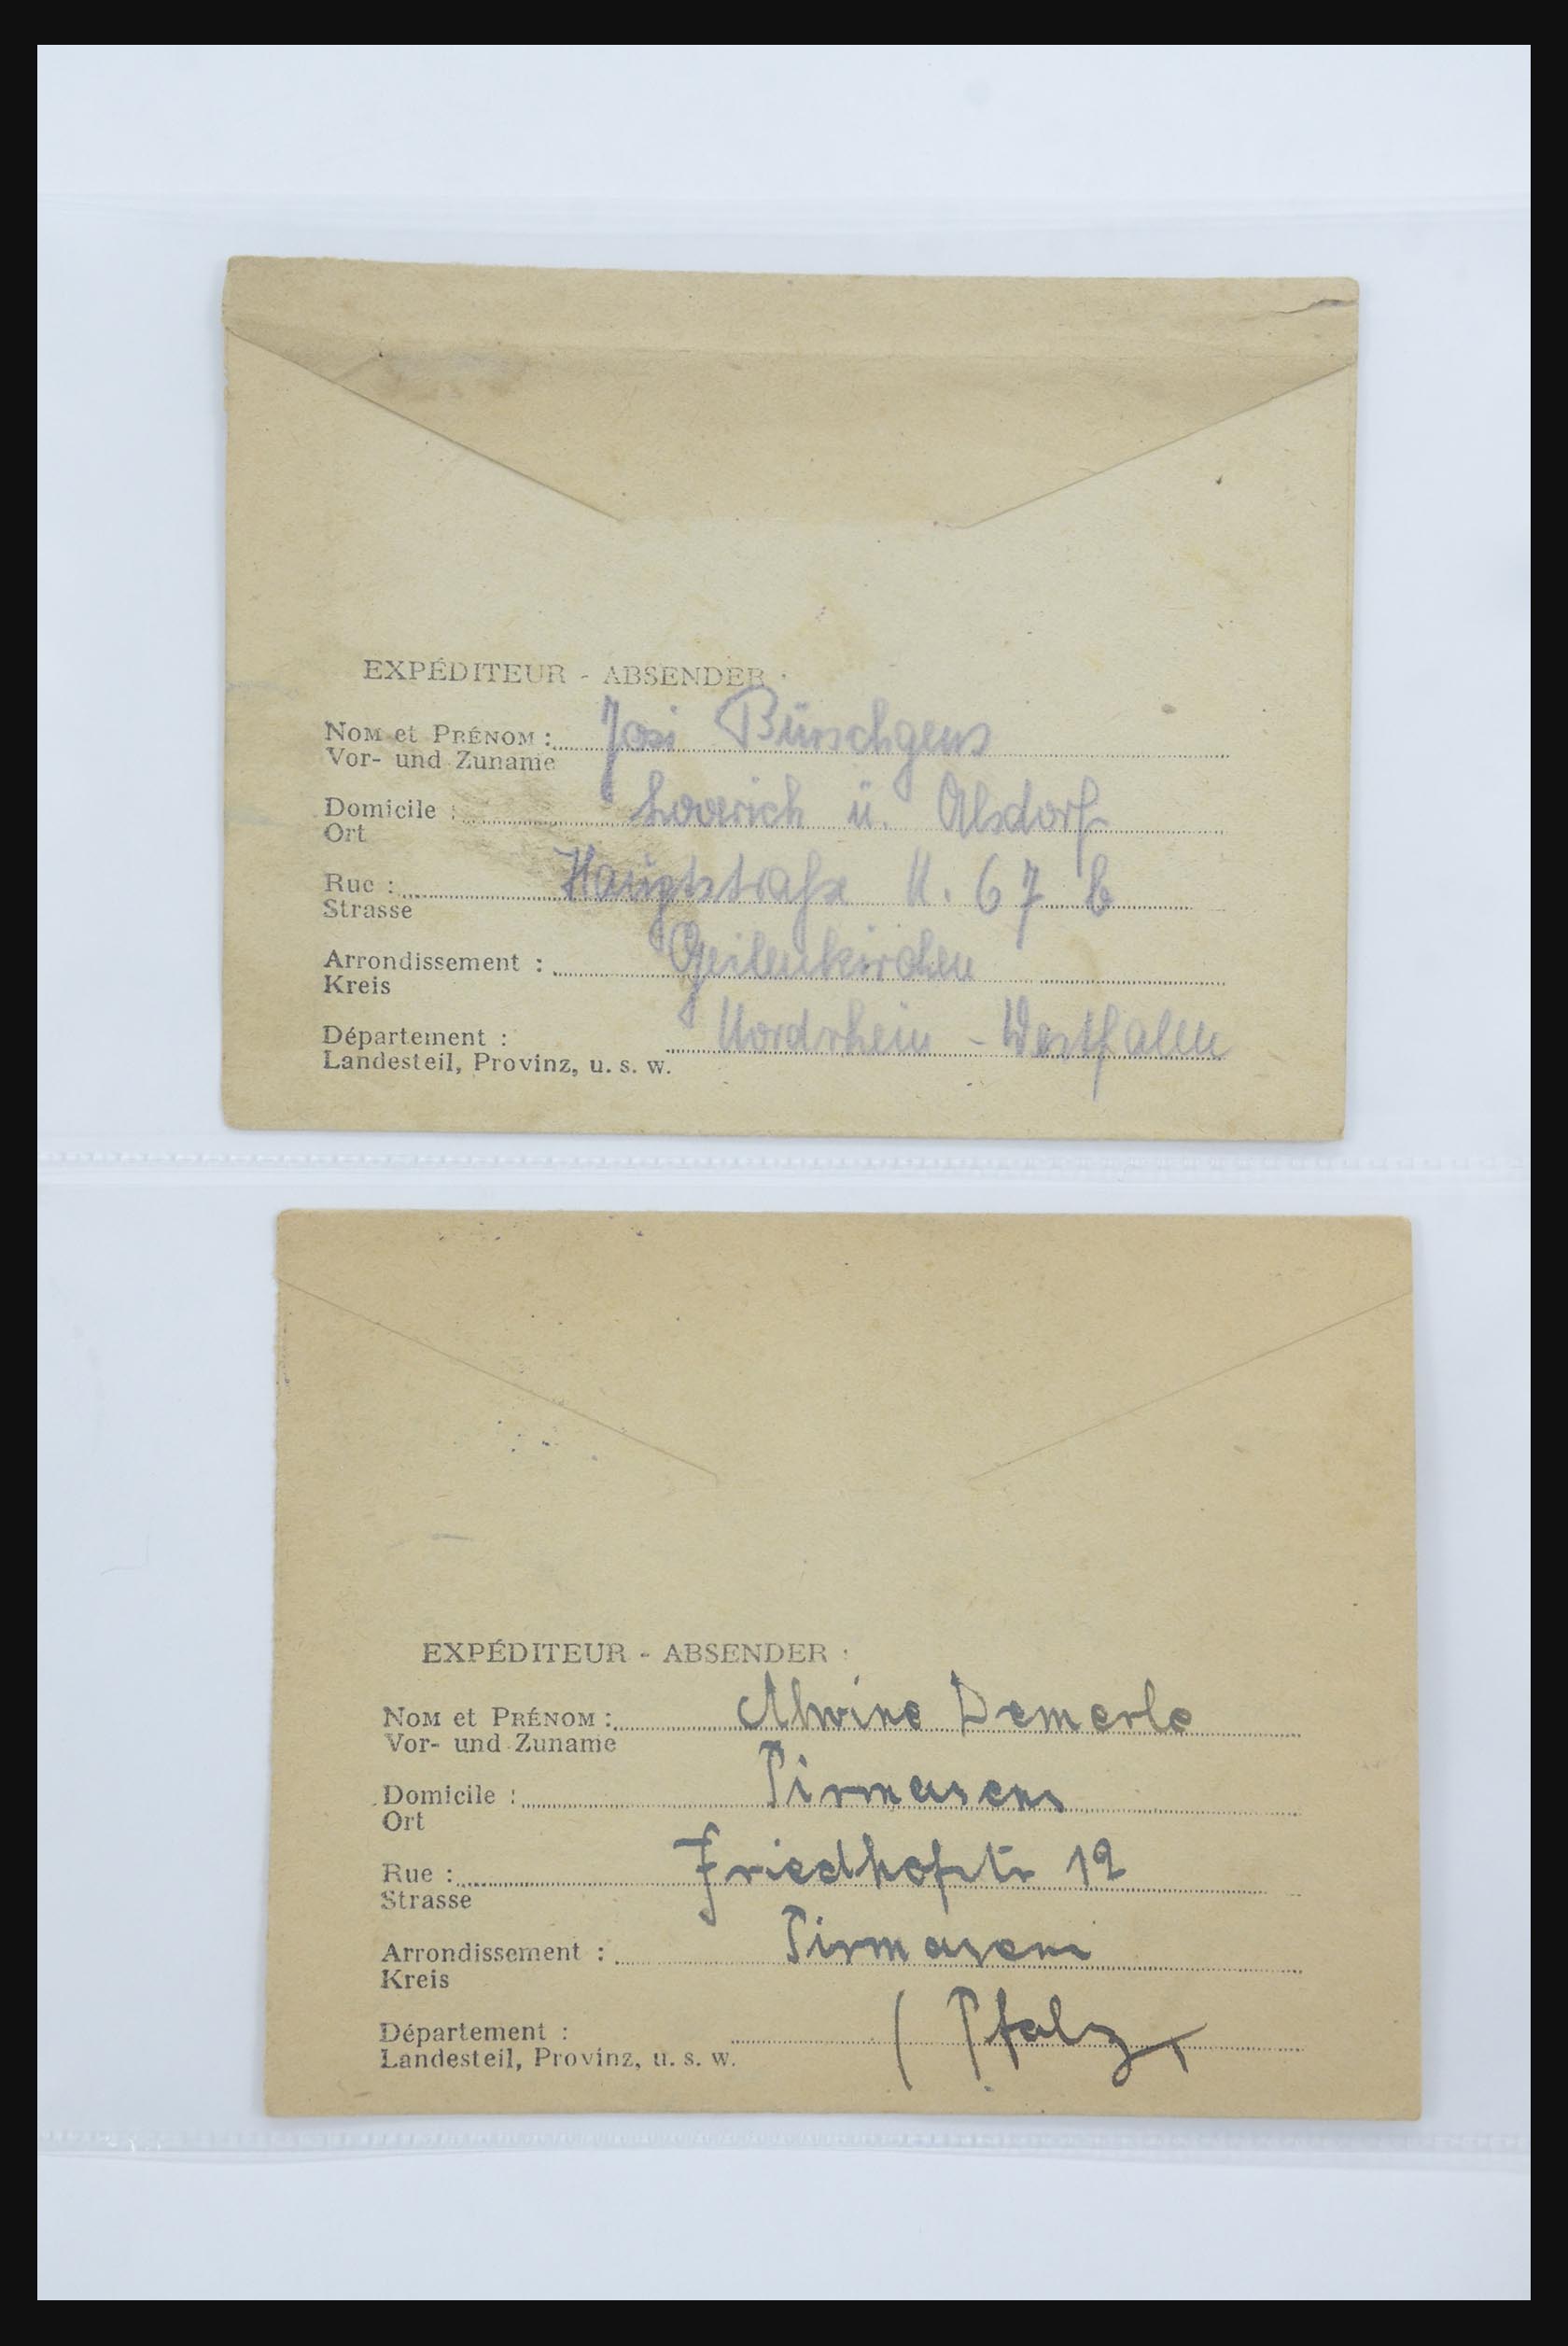 EXPÉDITEUR - ABSENDER :
NOM et PRÉNOM : Josi Bürschgens
Vor- und Zuname
Domicile : Loverich ü. Alsdorf
Ort
Rue : Hauptstraße N. 67 b
Strasse
Arrondissement : Geilenkirchen
Kreis
Département : Nordrhein - Westfalen
Landesteil, Provinz, u. s. w.
EXPÉDITEUR - ABSENDER :
NOM et PRÉNOM : Alwine Demerle
Vor- und Zuname
Domicile : Pirmasens
Ort
Rue : Friedhofstr 12
Strasse
Arrondissement : Pirmasens
Kreis
Département : ( Pfalz
Landesteil, Provinz, u. s. w.